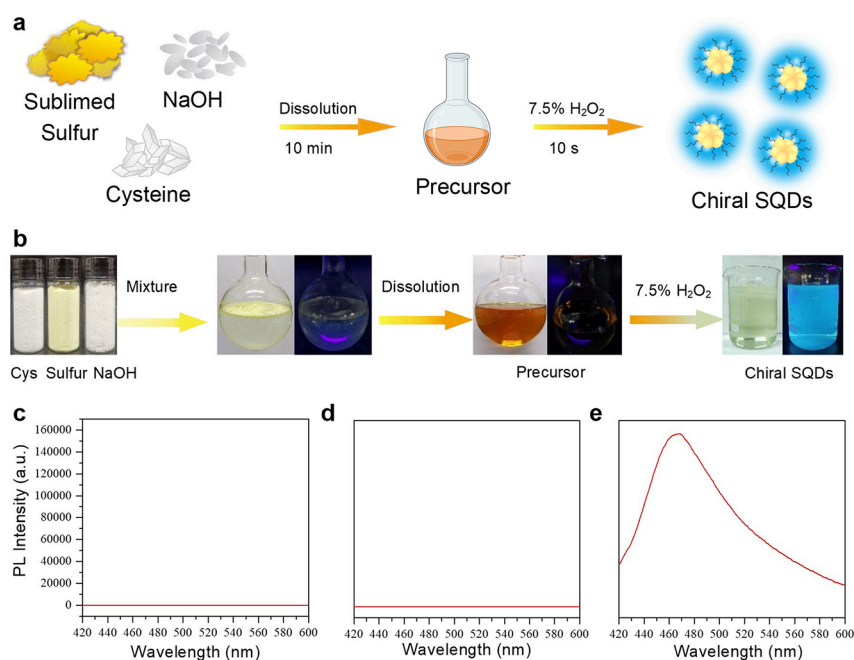 a
Sublimed
Sulfur
NaOH
Cysteine
Dissolution
10 min
Precursor
7.5% H₂O₂
10 s
Chiral SQDs
b
Cys Sulfur NaOH
Mixture
Dissolution
Precursor
7.5% H₂O₂
Chiral SQDs
c
PL Intensity (a.u.)
160000
140000
120000
100000
80000
60000
40000
20000
0
420 440 460 480 500 520 540 560 580 600
Wavelength (nm)
d
420 440 460 480 500 520 540 560 580 600
Wavelength (nm)
e
420 440 460 480 500 520 540 560 580 600
Wavelength (nm)